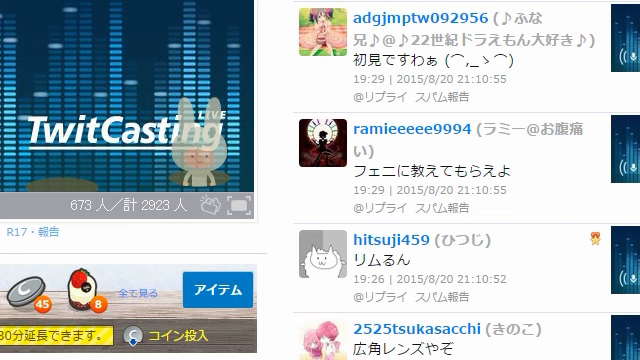 TwitCasting
LIVE
673 人／計 2923 人
R17・報告
45
8
全て見る
アイテム
30分延長できます。
C
コイン投入
adgjmptw092956 (♪ふな
兄♪@♪22世紀ドラえもん大好き♪)
初見ですわぁ (⌒,_ゝ⌒)
19:29 | 2015/8/20 21:10:55
@リプライ スパム報告
ramieeeee9994 (ラミー@お腹痛
い)
フェニに教えてもらえよ
19:29 | 2015/8/20 21:10:55
@リプライ スパム報告
hitsuji459 (ひつじ)
リムるん
19:26 | 2015/8/20 21:10:52
@リプライ スパム報告
2525tsukasacchi (きのこ)
広角レンズやぞ